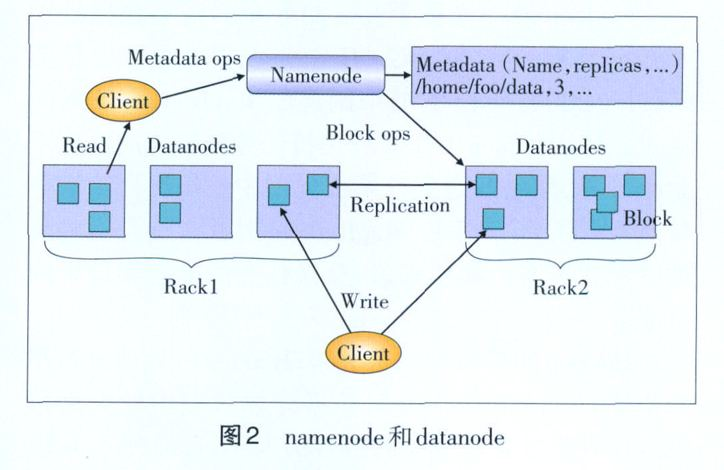 Metadata ops
Namenode
Metadata (Name,replicas,...)
/home/foo/data,3,...
Client
Block ops
Read
Datanodes
Datanodes
Replication
Block
Rack1
Rack2
Write
Client
图2 namenode和datanode